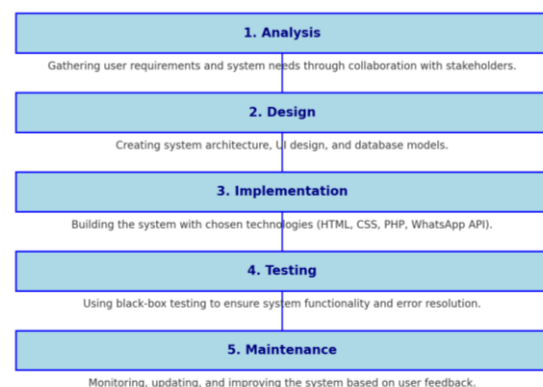 1. Analysis
Gathering user requirements and system needs through collaboration with stakeholders.
2. Design
Creating system architecture, UI design, and database models.
3. Implementation
Building the system with chosen technologies (HTML, CSS, PHP, WhatsApp API).
4. Testing
Using black-box testing to ensure system functionality and error resolution.
5. Maintenance
Monitoring, updating, and improving the system based on user feedback.